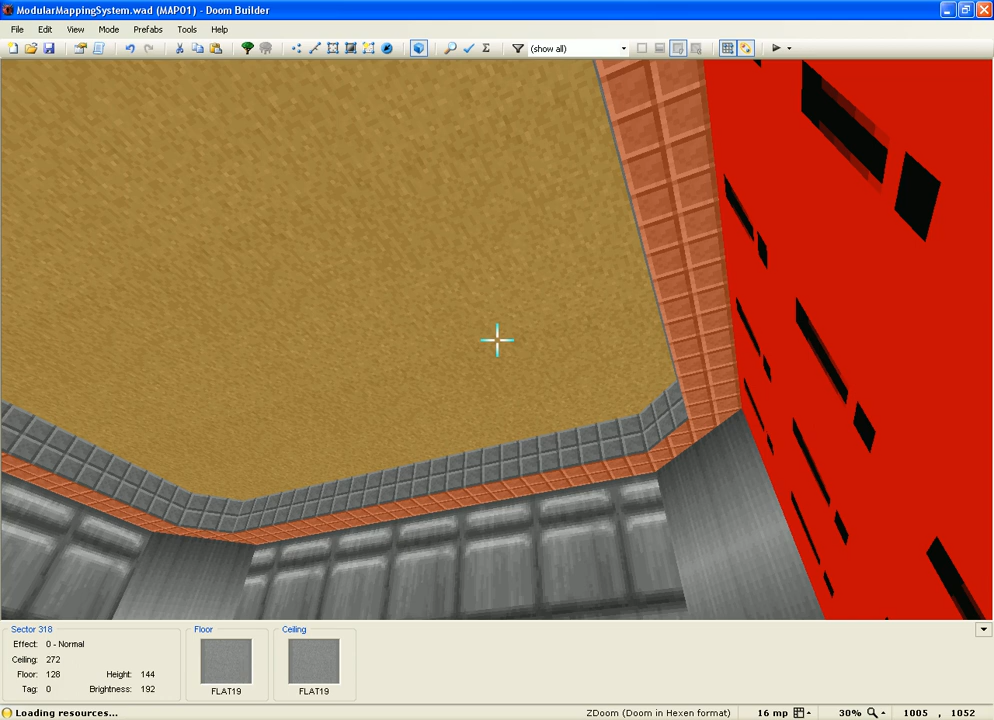 ModularMappingSystem.wad (MAP01) - Doom Builder
File Edit View Mode Prefabs Tools Help
(show all)
Sector 318
Effect: 0 - Normal
Ceiling: 272
Floor: 128 Height: 144
Tag: 0 Brightness: 192
Floor
FLAT19
Ceiling
FLAT19
Loading resources...
ZDoom (Doom in Hexen format) 16 mp 30% 1005 , 1052